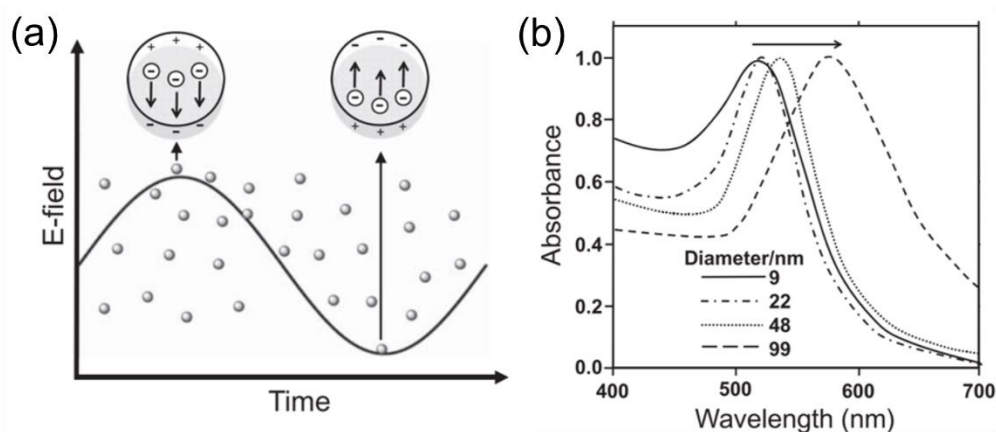 (a)
+ + +
- - -
- - -
- - -
- - -
+ + +
E-field
Time
(b)
Absorbance
1.0
0.8
0.6
0.4
0.2
0.0
Diameter/nm
9
22
48
99
400 500 600 700
Wavelength (nm)